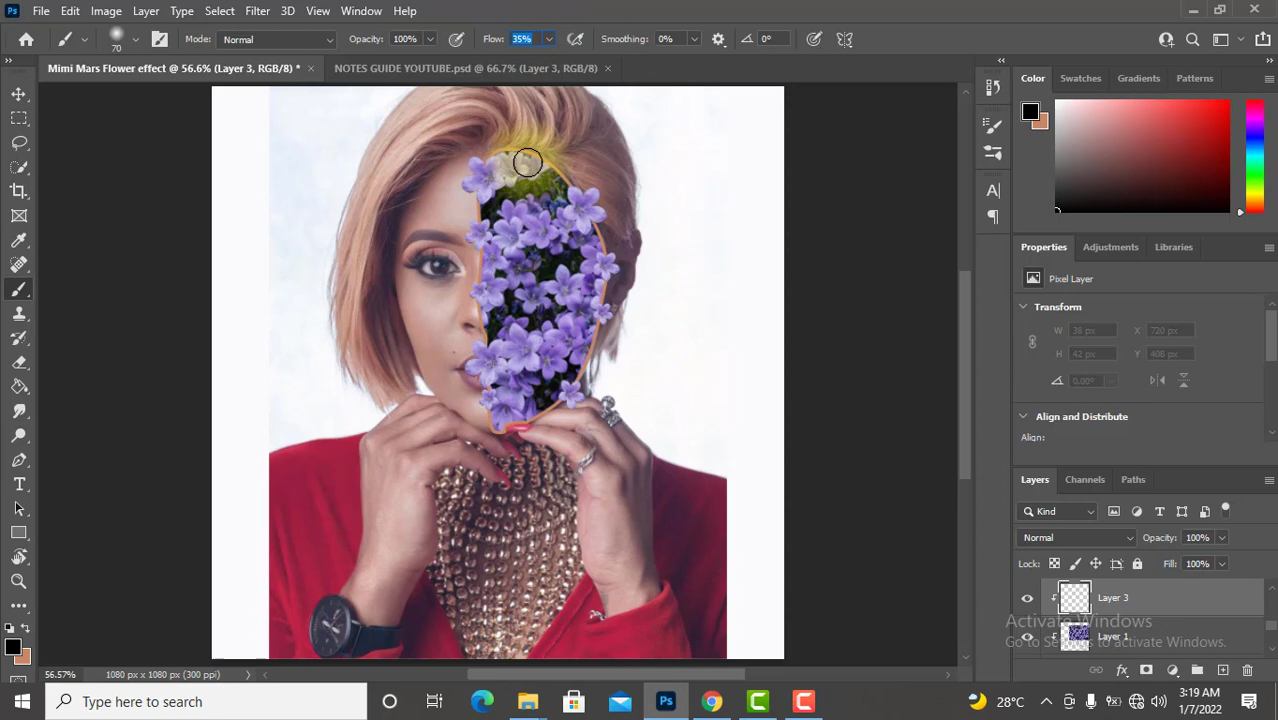 Ps File Edit Image Layer Type Select Filter 3D View Window Help
70 Mode: Normal Opacity: 100% Flow: 35% Smoothing: 0% 0°
Mimi Mars Flower effect @ 56.6% (Layer 3, RGB/8) * × NOTES GUIDE YOUTUBE.psd @ 66.7% (Layer 3, RGB/8) ×
Color Swatches Gradients Patterns
Properties Adjustments Libraries
Pixel Layer
Transform
W 38 px X 720 px
H 42 px Y 408 px
0.00°
Align and Distribute
Align:
Layers Channels Paths
Kind
Normal Opacity: 100%
Lock: Fill: 100%
Layer 3
Layer 1
Activate Windows
Go to Settings to activate Windows.
56.57% 1080 px x 1080 px (300 ppi)
Type here to search
28°C
3:19 AM
1/7/2022